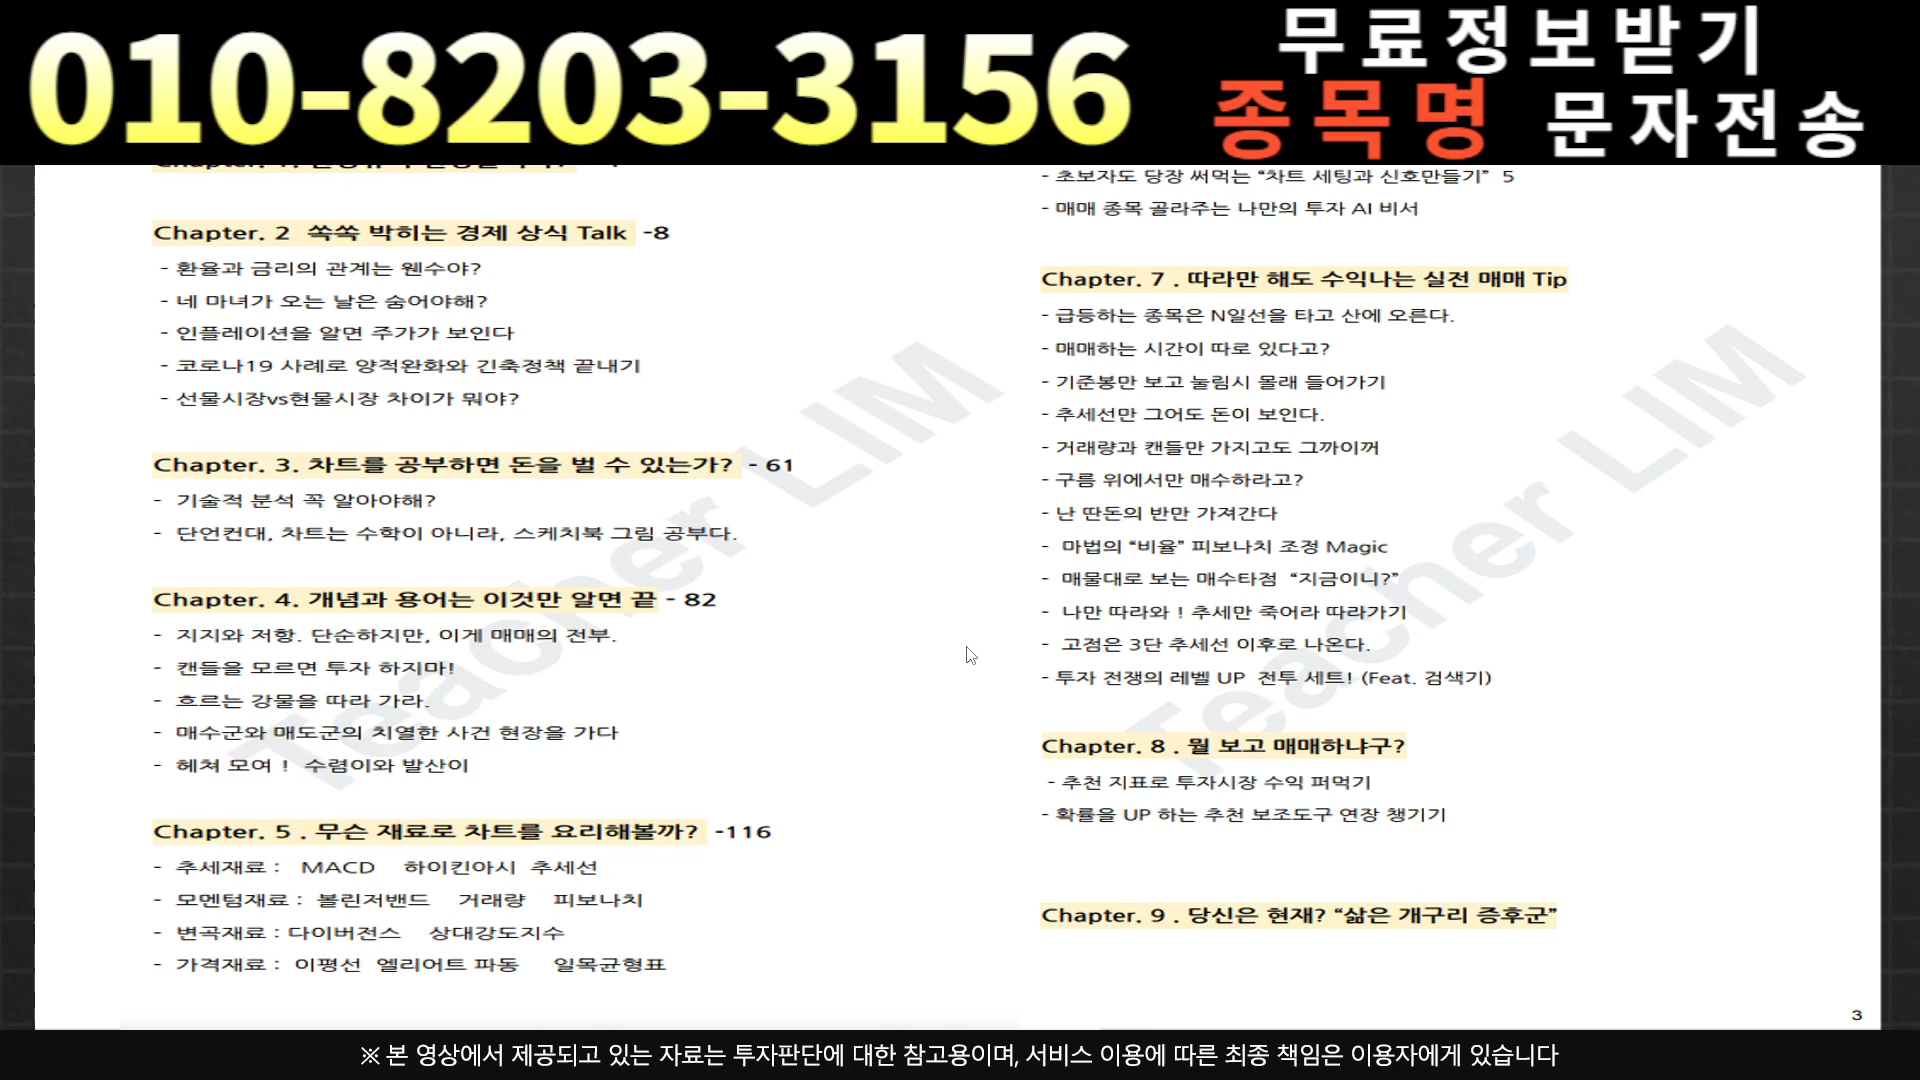 010-8203-3156
무료정보받기
종목명 문자전송
Chapter. 2 쏙쏙 박히는 경제 상식 Talk -8
- 환율과 금리의 관계는 웬수야?
- 네 마녀가 오는 날은 숨어야해?
- 인플레이션을 알면 주가가 보인다
- 코로나19 사례로 양적완화와 긴축정책 끝내기
- 선물시장vs현물시장 차이가 뭐야?
Chapter. 3. 차트를 공부하면 돈을 벌 수 있는가? - 61
- 기술적 분석 꼭 알아야해?
- 단언컨대, 차트는 수학이 아니라, 스케치북 그림 공부다.
Chapter. 4. 개념과 용어는 이것만 알면 끝 - 82
- 지지와 저항. 단순하지만, 이게 매매의 전부.
- 캔들을 모르면 투자 하지마!
- 흐르는 강물을 따라 가라.
- 매수군와 매도군의 치열한 사건 현장을 가다
- 헤쳐 모여 ! 수렴이와 발산이
Chapter. 5 . 무슨 재료로 차트를 요리해볼까? -116
- 추세재료 : MACD 하이킨아시 추세선
- 모멘텀재료 : 볼린저밴드 거래량 피보나치
- 변곡재료 : 다이버전스 상대강도지수
- 가격재료 : 이평선 엘리어트 파동 일목균형표
- 초보자도 당장 써먹는 “차트 세팅과 신호만들기” 5
- 매매 종목 골라주는 나만의 투자 AI 비서
Chapter. 7 . 따라만 해도 수익나는 실전 매매 Tip
- 급등하는 종목은 N일선을 타고 산에 오른다.
- 매매하는 시간이 따로 있다고?
- 기준봉만 보고 눌림시 몰래 들어가기
- 추세선만 그어도 돈이 보인다.
- 거래량과 캔들만 가지고도 그까이꺼
- 구름 위에서만 매수하라고?
- 난 딴돈의 반만 가져간다
- 마법의 “비율” 피보나치 조정 Magic
- 매물대로 보는 매수타점 “지금이니?”
- 나만 따라와 ! 추세만 죽어라 따라가기
- 고점은 3단 추세선 이후로 나온다.
- 투자 전쟁의 레벨 UP 전투 세트! (Feat. 검색기)
Chapter. 8 . 뭘 보고 매매하냐구?
- 추천 지표로 투자시장 수익 퍼먹기
- 확률을 UP 하는 추천 보조도구 연장 챙기기
Chapter. 9 . 당신은 현재? “삶은 개구리 증후군”
Teacher LIM
Teacher LIM
3
※ 본 영상에서 제공되고 있는 자료는 투자판단에 대한 참고용이며, 서비스 이용에 따른 최종 책임은 이용자에게 있습니다